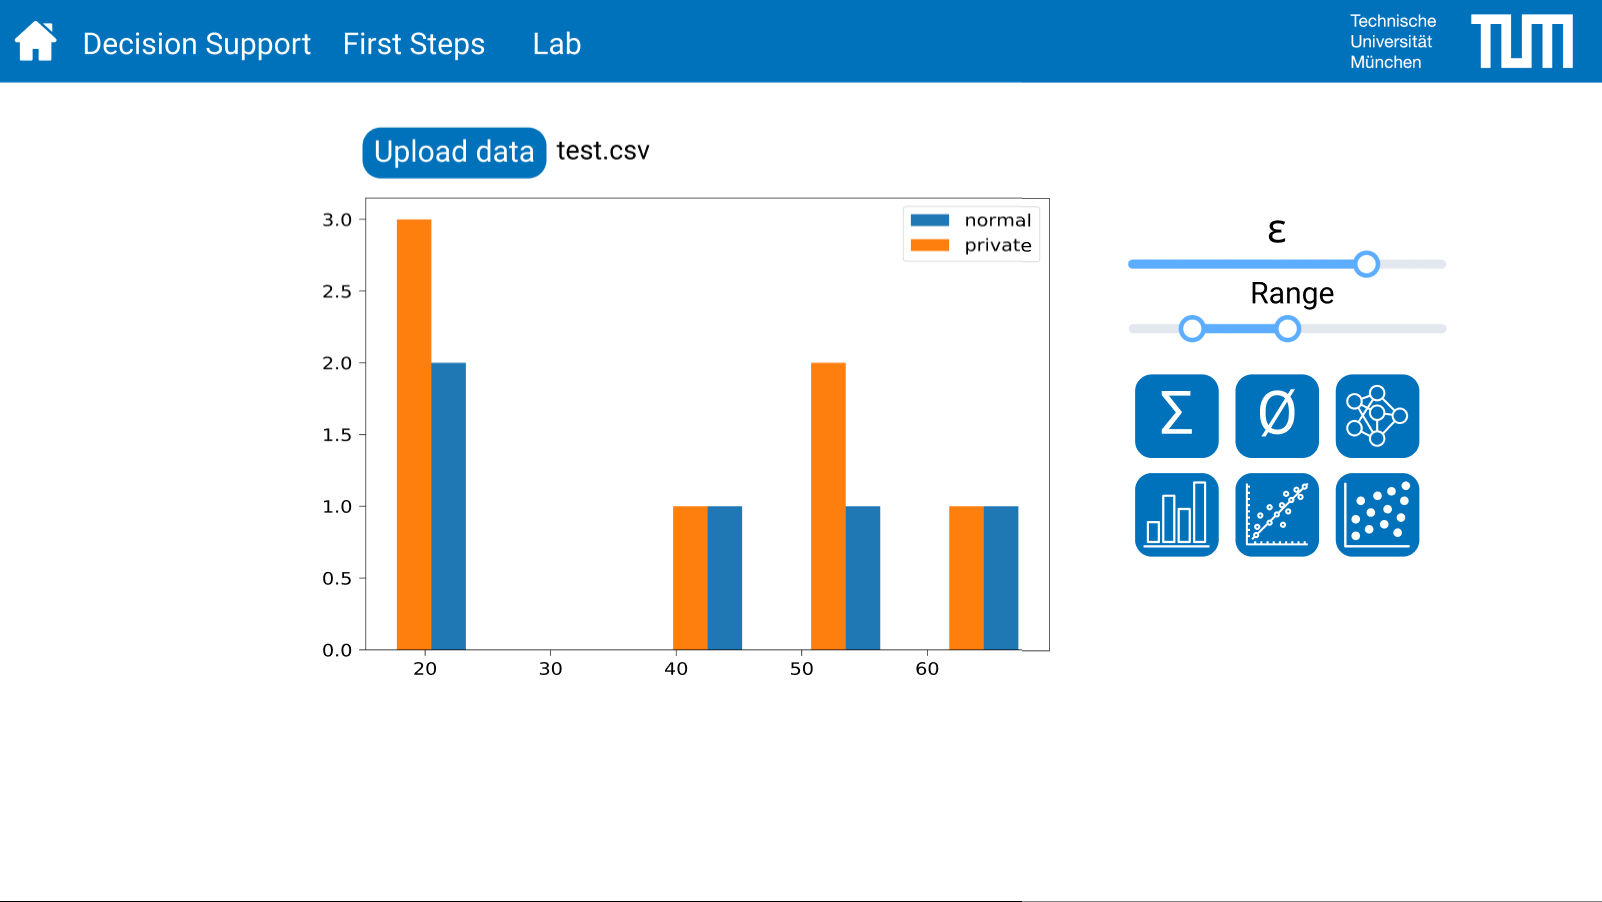 Decision Support First Steps Lab
Technische
Universität
München
TUM
Upload data test.csv
normal
private
3.0
2.5
2.0
1.5
1.0
0.5
0.0
20 30 40 50 60
ε
Range
Σ Ø